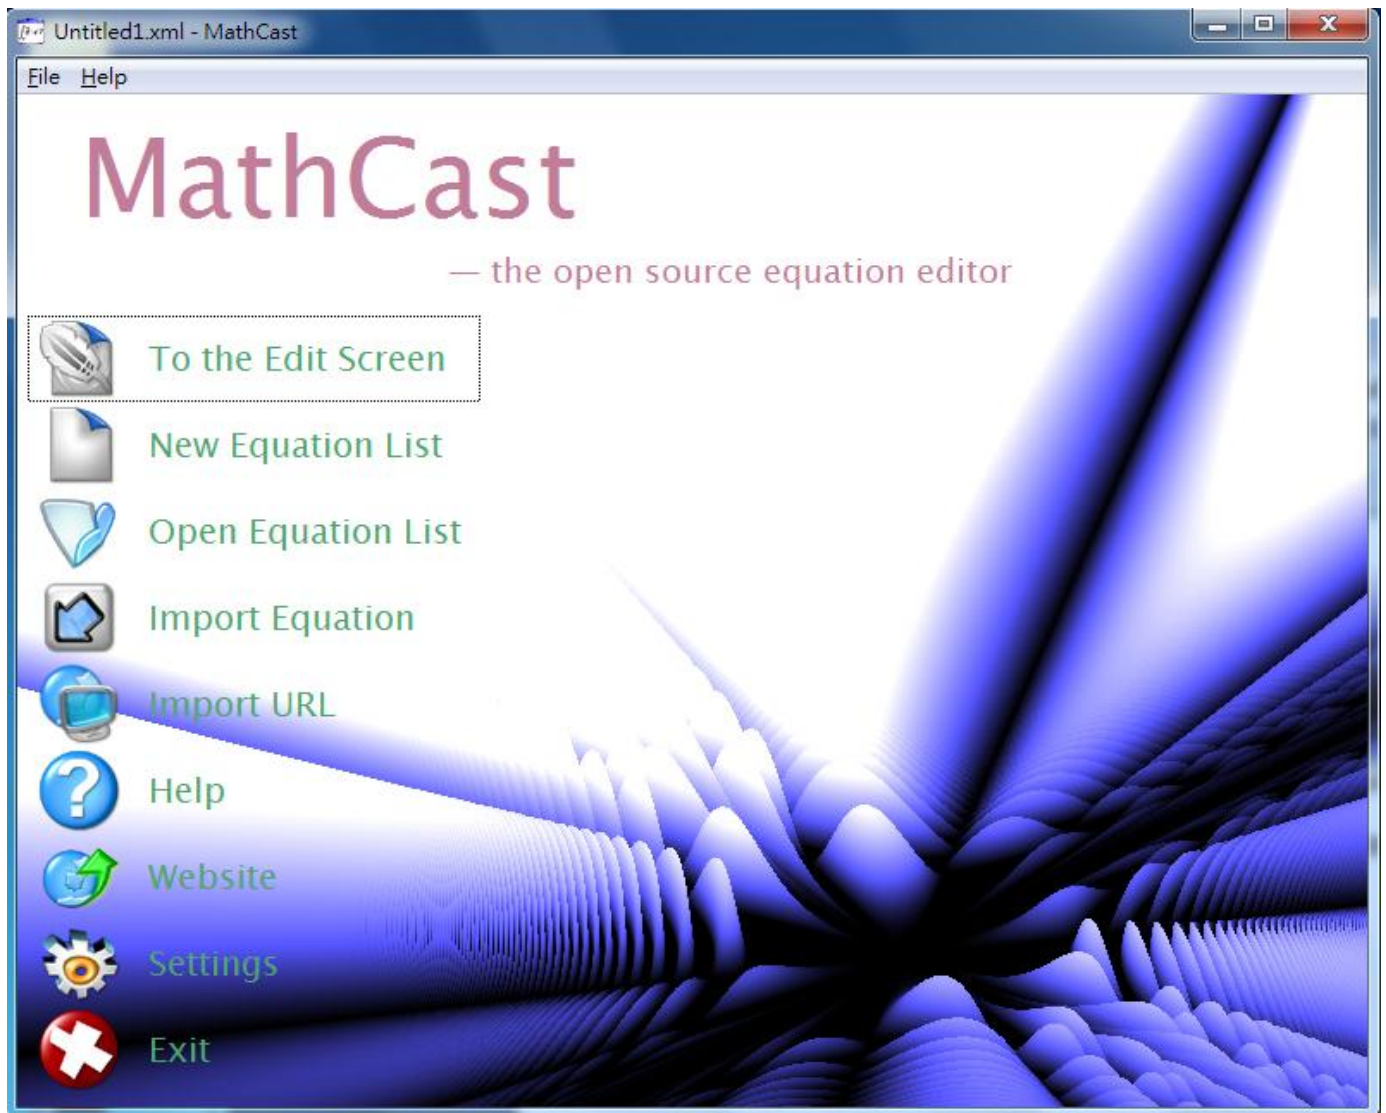 Untitled1.xml - MathCast
File Help
MathCast
— the open source equation editor
To the Edit Screen
New Equation List
Open Equation List
Import Equation
Import URL
Help
Website
Settings
Exit